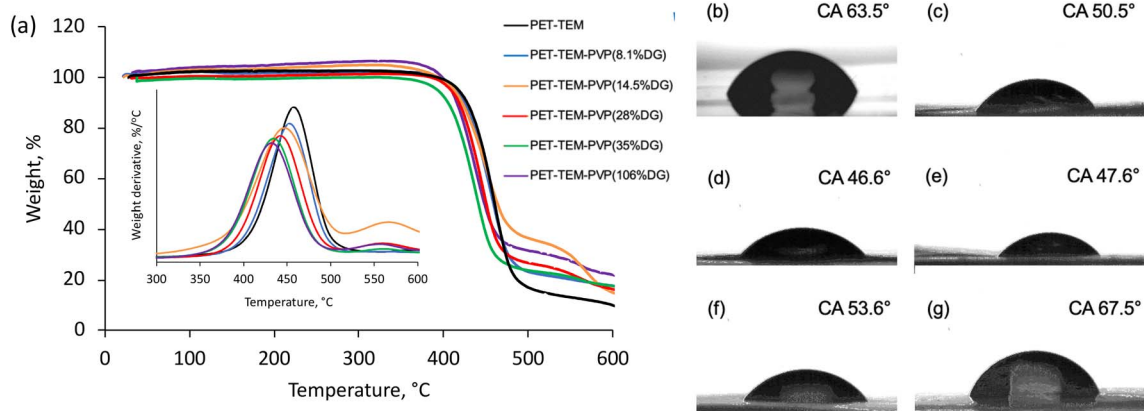 (a)
120
100
80
60
40
20
0
Weight, %
0 100 200 300 400 500 600
Temperature, °C
PET-TEM
PET-TEM-PVP(8.1%DG)
PET-TEM-PVP(14.5%DG)
PET-TEM-PVP(28%DG)
PET-TEM-PVP(35%DG)
PET-TEM-PVP(106%DG)
Weight derivative, %/°C
300 350 400 450 500 550 600
Temperature, °C
(b) CA 63.5°
(c) CA 50.5°
(d) CA 46.6°
(e) CA 47.6°
(f) CA 53.6°
(g) CA 67.5°